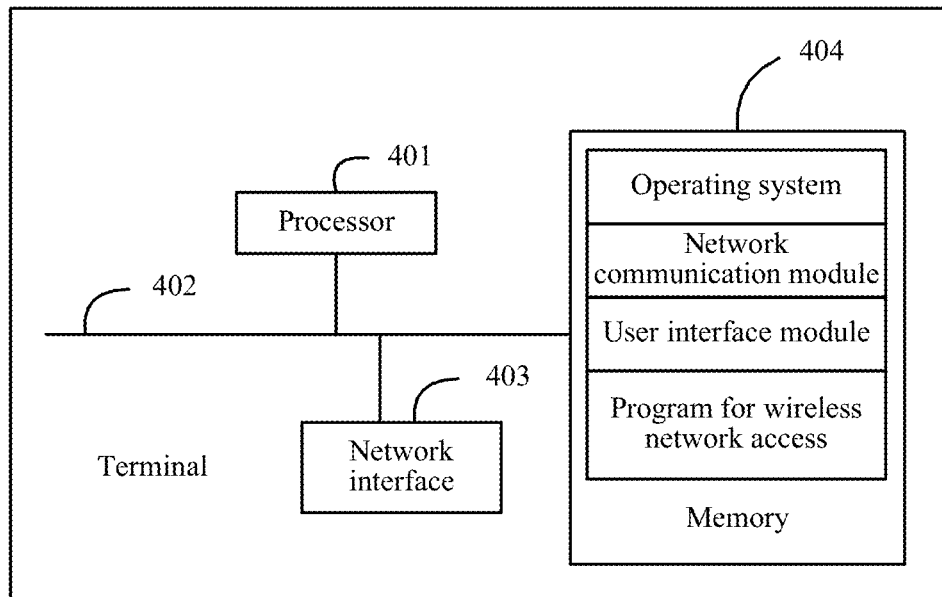 404
401
Operating system
Processor
Network
communication module
402
User interface module
403
Program for wireless
network access
Network
interface
Terminal
Memory